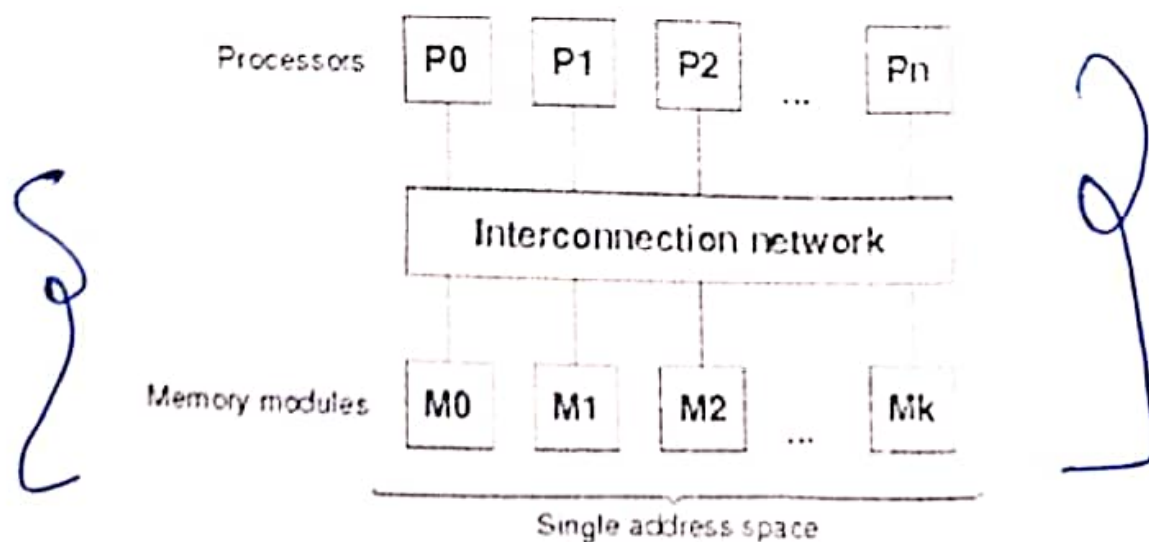 Processors P0 P1 P2 ... Pn
Interconnection network
Memory modules M0 M1 M2 ... Mk
Single address space